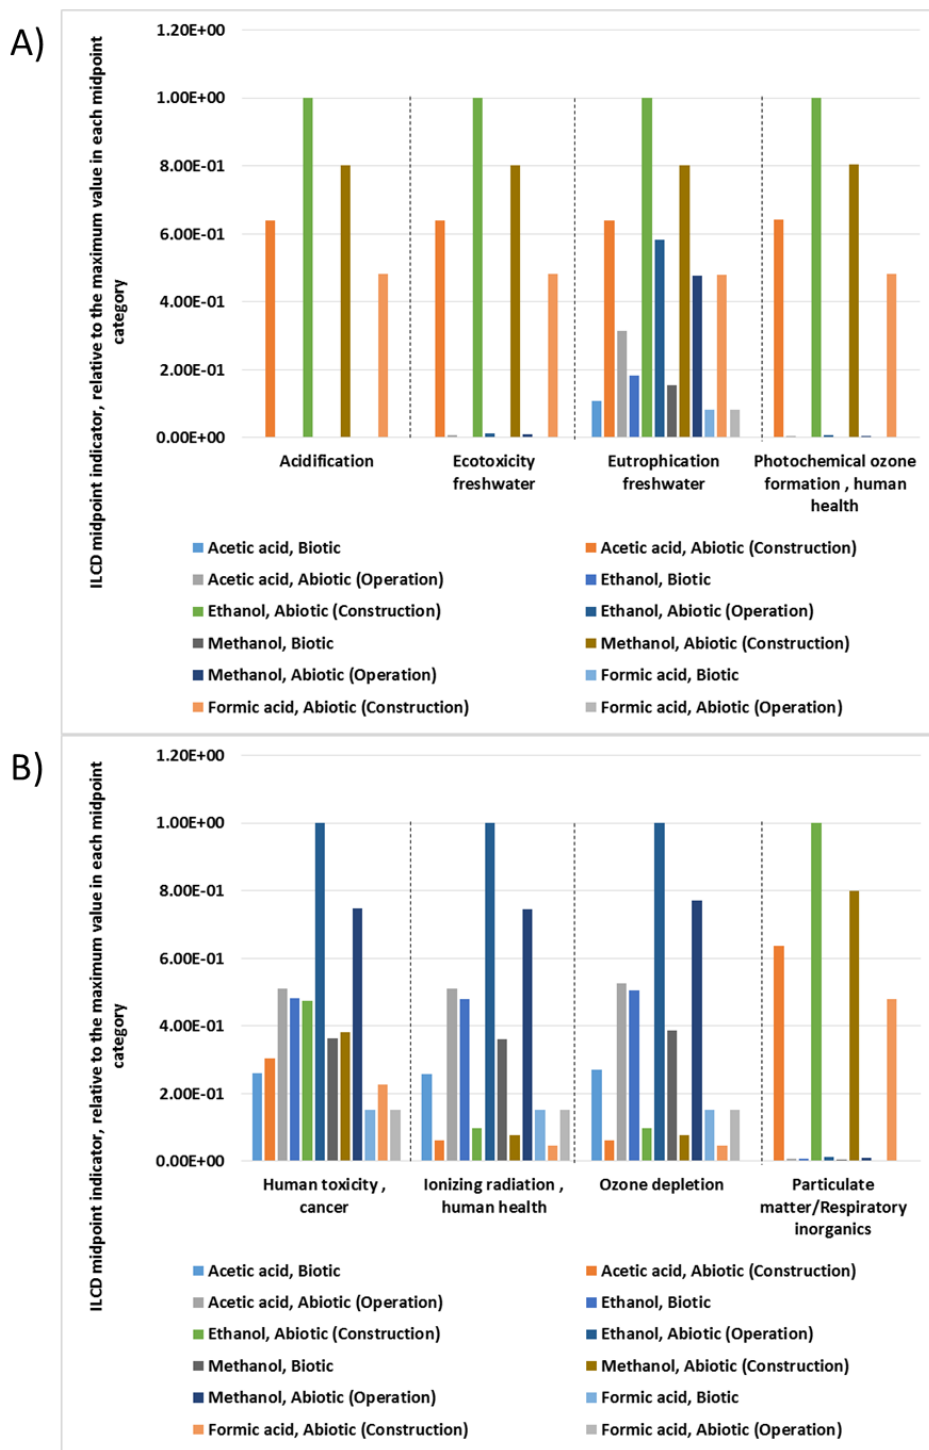 A)
ILCD midpoint indicator, relative to the maximum value in each midpoint
category
1.20E+00
1.00E+00
8.00E-01
6.00E-01
4.00E-01
2.00E-01
0.00E+00
Acidification
Ecotoxicity
freshwater
Eutrophication
freshwater
Photochemical ozone
formation , human
health
Acetic acid, Biotic
Acetic acid, Abiotic (Construction)
Acetic acid, Abiotic (Operation)
Ethanol, Biotic
Ethanol, Abiotic (Construction)
Ethanol, Abiotic (Operation)
Methanol, Biotic
Methanol, Abiotic (Construction)
Methanol, Abiotic (Operation)
Formic acid, Biotic
Formic acid, Abiotic (Construction)
Formic acid, Abiotic (Operation)
B)
ILCD midpoint indicator, relative to the maximum value in each midpoint
category
1.20E+00
1.00E+00
8.00E-01
6.00E-01
4.00E-01
2.00E-01
0.00E+00
Human toxicity ,
cancer
Ionizing radiation ,
human health
Ozone depletion
Particulate
matter/Respiratory
inorganics
Acetic acid, Biotic
Acetic acid, Abiotic (Construction)
Acetic acid, Abiotic (Operation)
Ethanol, Biotic
Ethanol, Abiotic (Construction)
Ethanol, Abiotic (Operation)
Methanol, Biotic
Methanol, Abiotic (Construction)
Methanol, Abiotic (Operation)
Formic acid, Biotic
Formic acid, Abiotic (Construction)
Formic acid, Abiotic (Operation)